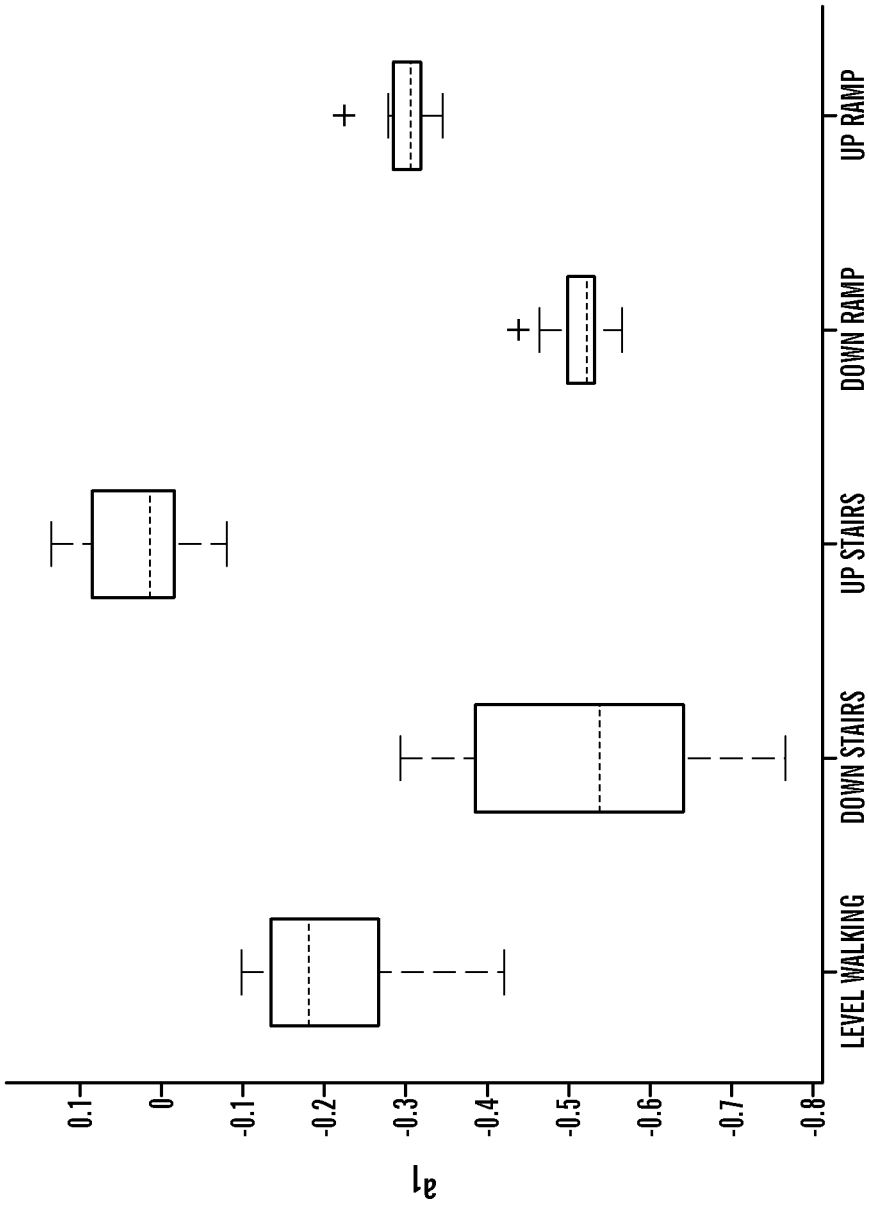 a1
0.1
0
-0.1
-0.2
-0.3
-0.4
-0.5
-0.6
-0.7
-0.8
LEVEL WALKING
DOWN STAIRS
UP STAIRS
DOWN RAMP
UP RAMP